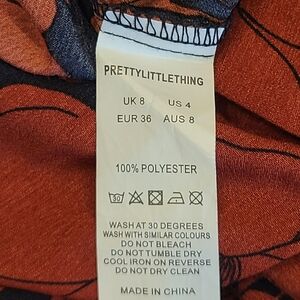 PRETTYLITTLETHING
UK 8 US 4
EUR 36 AUS 8
100% POLYESTER
30
WASH AT 30 DEGREES
WASH WITH SIMILAR COLOURS
DO NOT BLEACH
DO NOT TUMBLE DRY
COOL IRON ON REVERSE
DO NOT DRY CLEAN
MADE IN CHINA